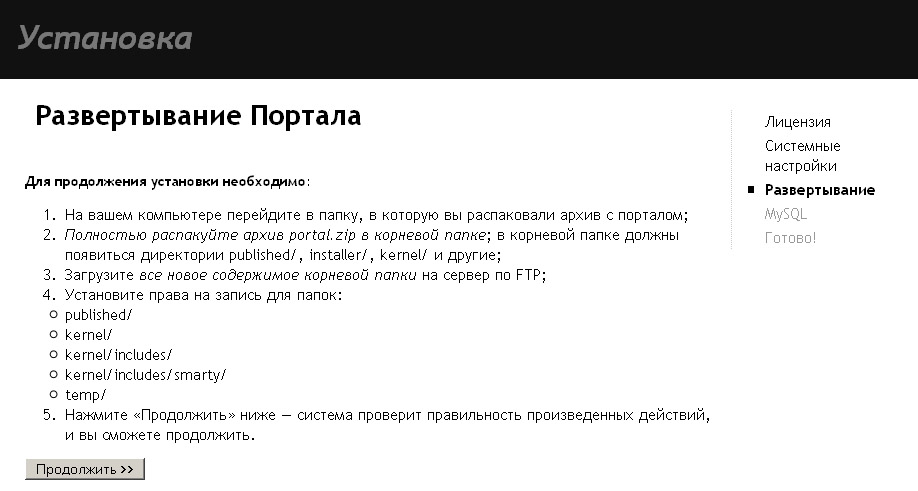 Установка
Развертывание Портала
Для продолжения установки необходимо:
1. На вашем компьютере перейдите в папку, в которую вы распаковали архив с порталом;
2. Полностью распакуйте архив portal.zip в корневой папке; в корневой папке должны
появиться директории published/, installer/, kernel/ и другие;
3. Загрузите все новое содержимое корневой папки на сервер по FTP;
4. Установите права на запись для папок:
published/
kernel/
kernel/includes/
kernel/includes/smarty/
temp/
5. Нажмите «Продолжить» ниже — система проверит правильность произведенных действий,
и вы сможете продолжить.
Продолжить >>
Лицензия
Системные
настройки
Развертывание
MySQL
Готово!